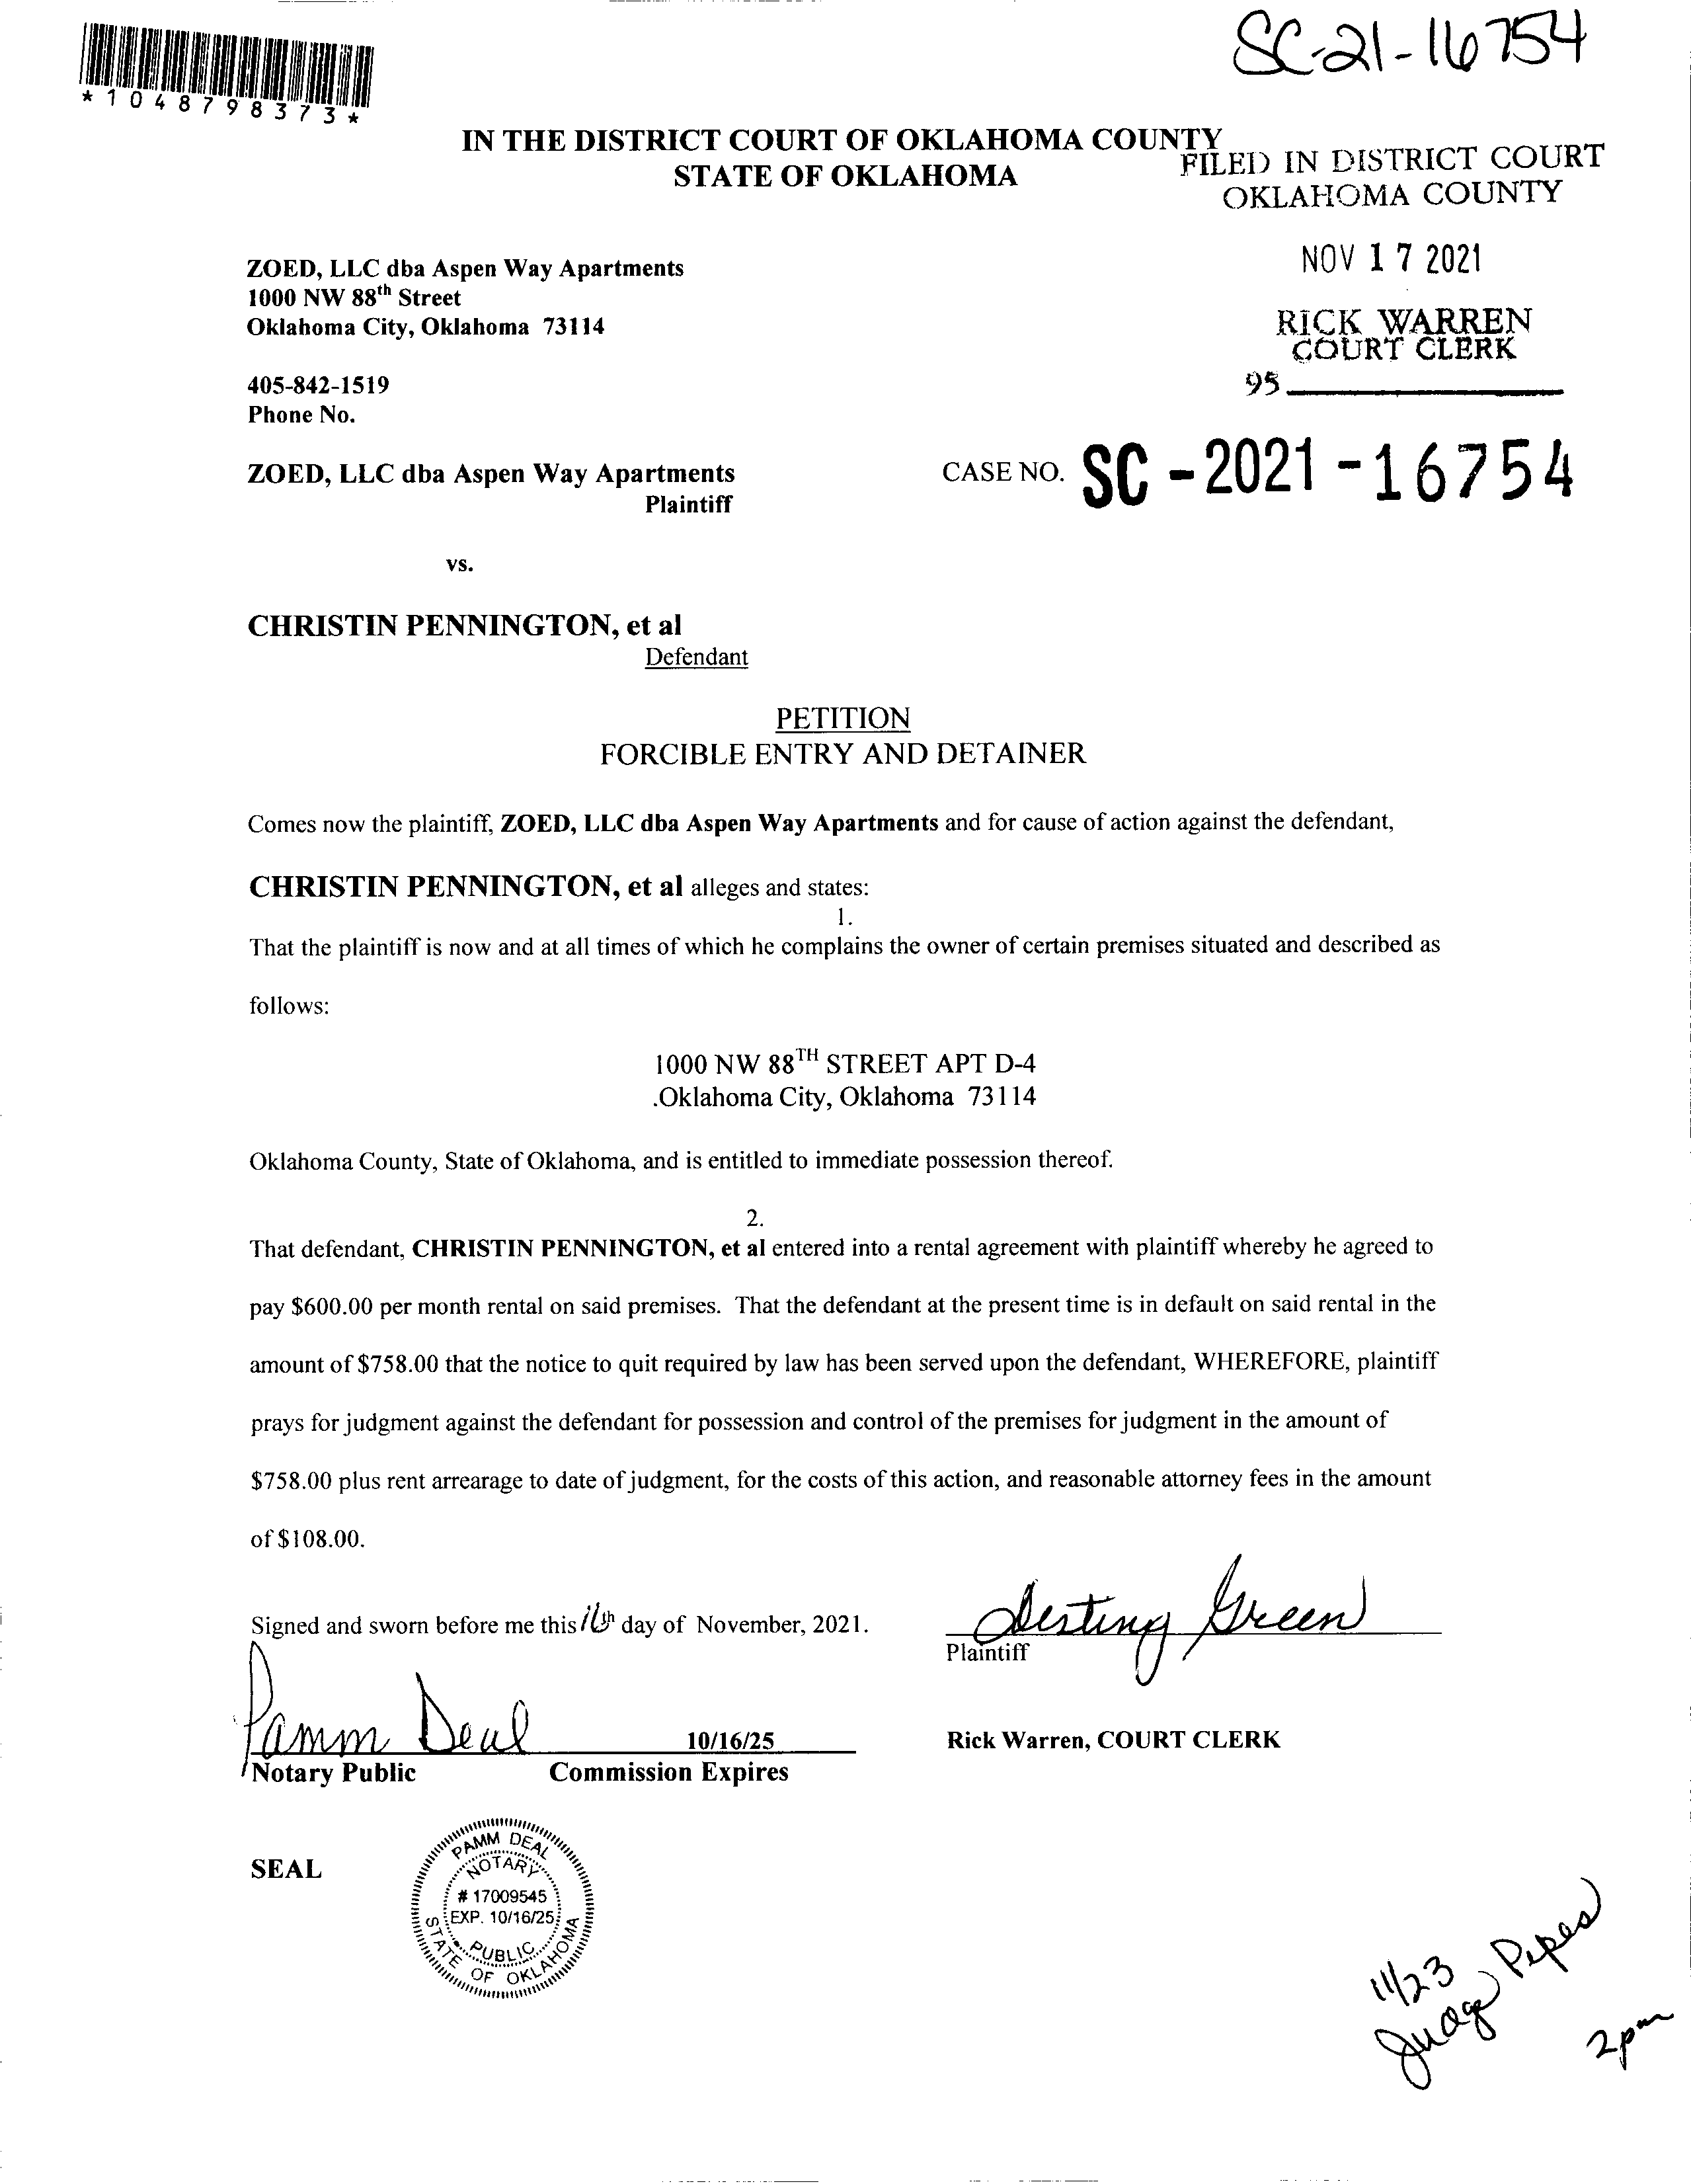 SC-21-16754
*1048798373*
IN THE DISTRICT COURT OF OKLAHOMA COUNTY
STATE OF OKLAHOMA
FILED IN DISTRICT COURT
OKLAHOMA COUNTY
NOV 17 2021
RICK WARREN
COURT CLERK
95
ZOED, LLC dba Aspen Way Apartments
1000 NW 88th Street
Oklahoma City, Oklahoma 73114
405-842-1519
Phone No.
ZOED, LLC dba Aspen Way Apartments
Plaintiff
CASE NO. SC-2021-16754
vs.
CHRISTIN PENNINGTON, et al
Defendant
PETITION
FORCIBLE ENTRY AND DETAINER
Comes now the plaintiff, ZOED, LLC dba Aspen Way Apartments and for cause of action against the defendant,
CHRISTIN PENNINGTON, et al alleges and states:
1.
That the plaintiff is now and at all times of which he complains the owner of certain premises situated and described as
follows:
1000 NW 88TH STREET APT D-4
.Oklahoma City, Oklahoma 73114
Oklahoma County, State of Oklahoma, and is entitled to immediate possession thereof.
2.
That defendant, CHRISTIN PENNINGTON, et al entered into a rental agreement with plaintiff whereby he agreed to
pay $600.00 per month rental on said premises. That the defendant at the present time is in default on said rental in the
amount of $758.00 that the notice to quit required by law has been served upon the defendant, WHEREFORE, plaintiff
prays for judgment against the defendant for possession and control of the premises for judgment in the amount of
$758.00 plus rent arrearage to date of judgment, for the costs of this action, and reasonable attorney fees in the amount
of $108.00.
Signed and sworn before me this 16th day of November, 2021.
Destiny Green
Plaintiff
Pamm Deal 10/16/25
Notary Public Commission Expires
Rick Warren, COURT CLERK
SEAL
PAMM DEAL
NOTARY
# 17009545
EXP. 10/16/25
PUBLIC
STATE OF OKLAHOMA
11/23
Judge Pipes
2pm